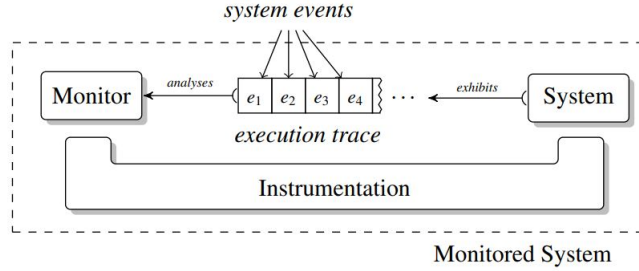 system events
Monitor
analyses
e1 e2 e3 e4 ···
exhibits
System
execution trace
Instrumentation
Monitored System